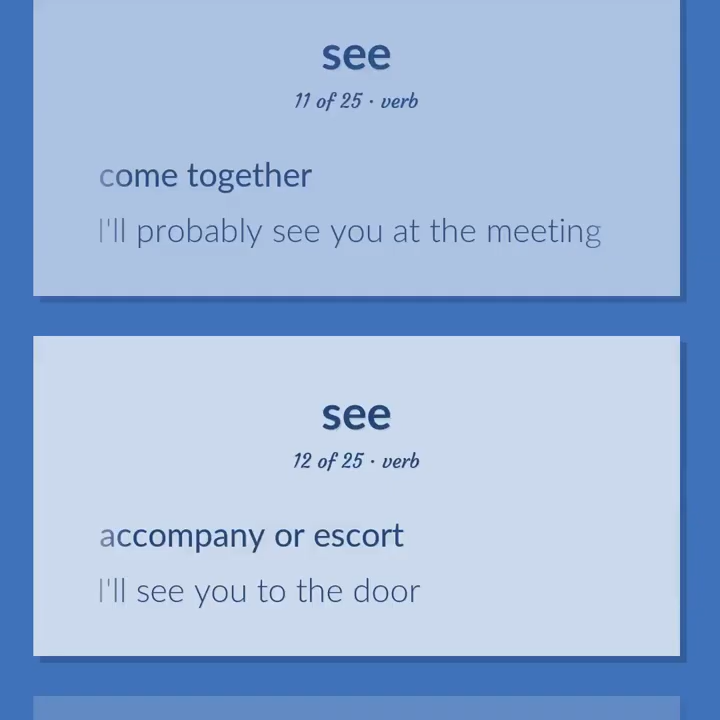 see
11 of 25 · verb
come together
I'll probably see you at the meeting
see
12 of 25 · verb
accompany or escort
I'll see you to the door